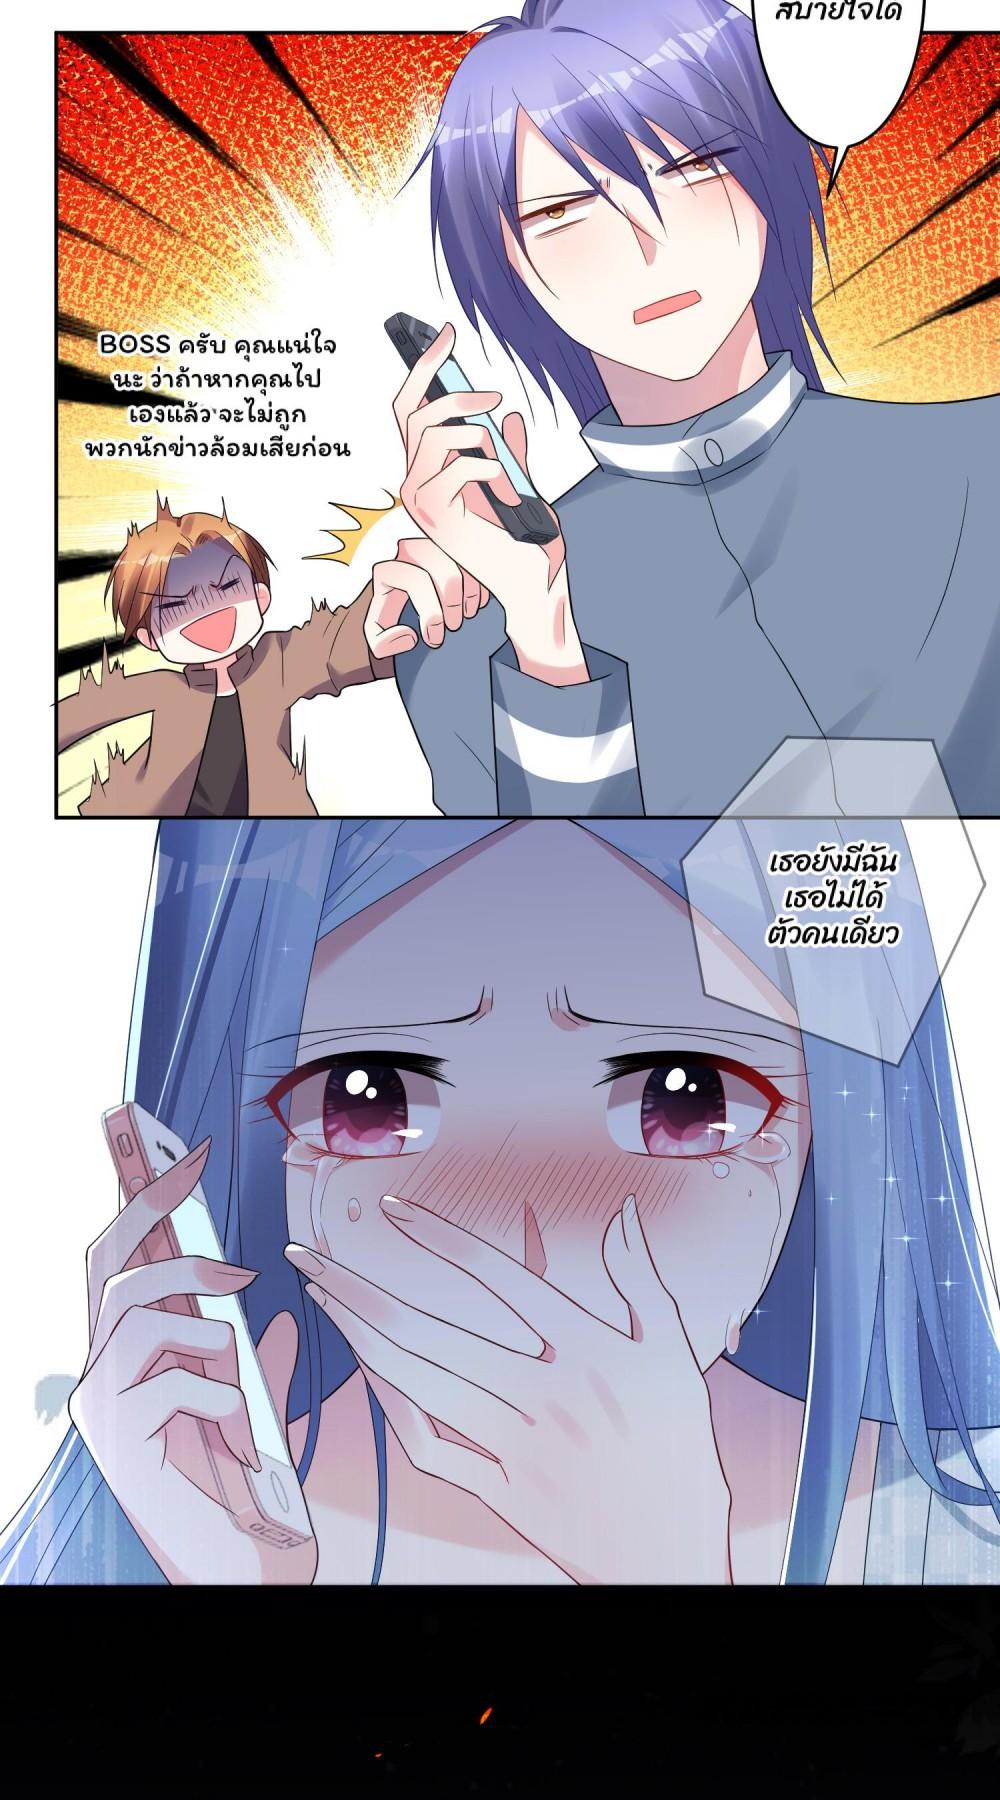 สบายใจได้
BOSS ครับ คุณแน่ใจ
นะ ว่าถ้าหากคุณไป
เองแล้ว จะไม่ถูก
พวกนักข่าวล้อมเสียก่อน
เธอยังมีฉัน
เธอไม่ได้
ตัวคนเดียว